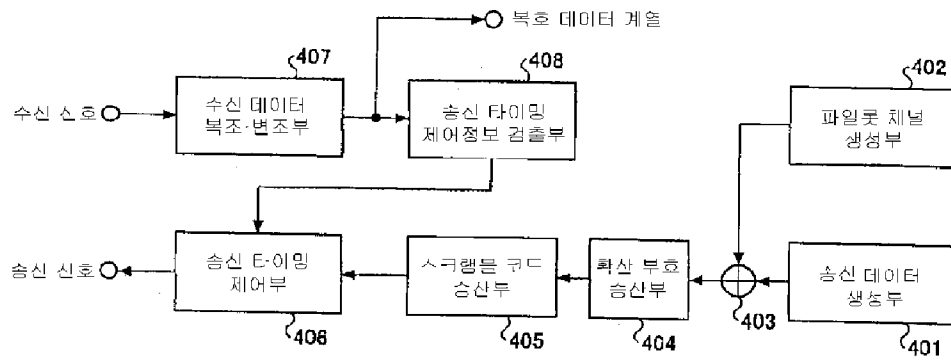 복호 데이터 계열
407
408
402
수신 신호
수신 데이터
복조·변조부
송신 타이밍
제어정보 검출부
파일롯 채널
생성부
송신 신호
송신 타이밍
제어부
스크램블 코드
승산부
확산 부호
승산부
송신 데이터
생성부
403
406
405
404
401